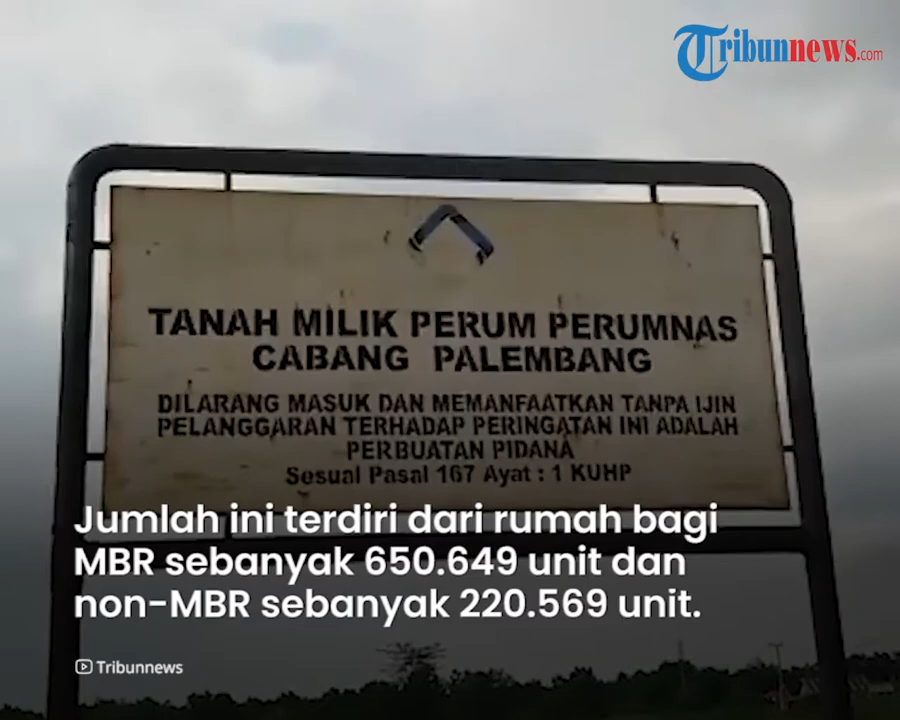 Tribunnews.com
TANAH MILIK PERUM PERUMNAS
CABANG PALEMBANG
DILARANG MASUK DAN MEMANFAATKAN TANPA IJIN
PELANGGARAN TERHADAP PERINGATAN INI ADALAH
PERBUATAN PIDANA
Sesuai Pasal 167 Ayat : 1 KUHP
Jumlah ini terdiri dari rumah bagi
MBR sebanyak 650.649 unit dan
non-MBR sebanyak 220.569 unit.
Tribunnews